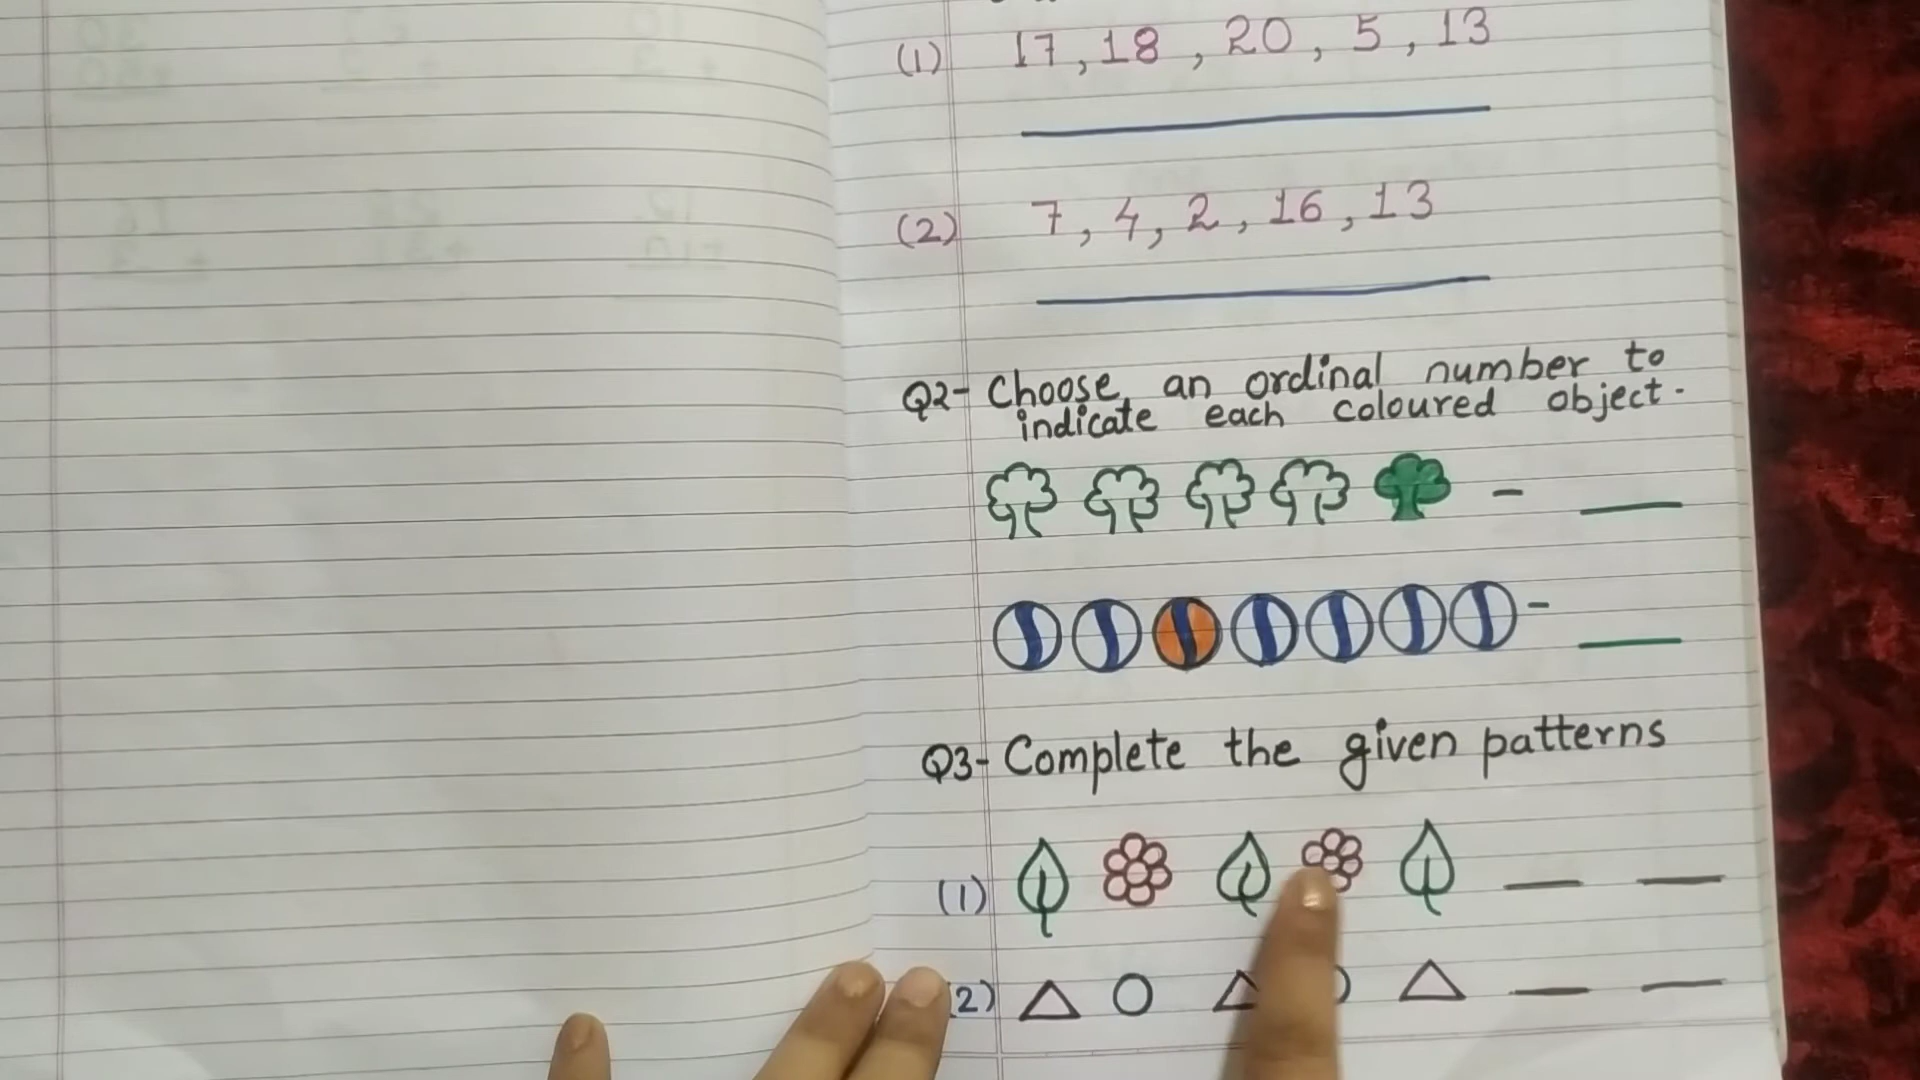 (1) 17, 18, 20, 5, 13
(2) 7, 4, 2, 16, 13
Q2- Choose an ordinal number to
indicate each coloured object.
Q3- Complete the given patterns
(1)
(2)